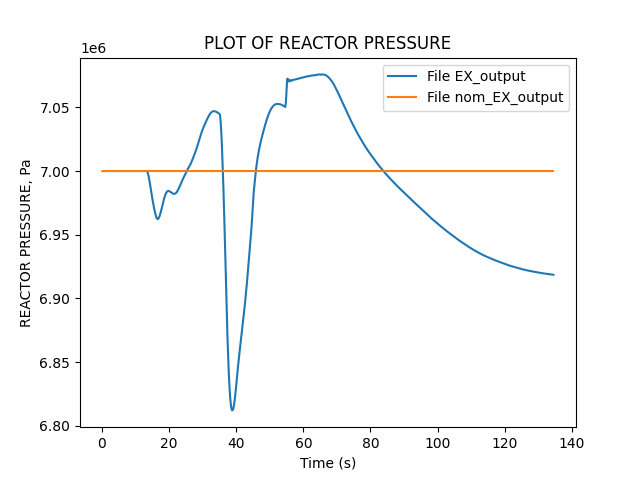 PLOT OF REACTOR PRESSURE
1e6
File EX_output
File nom_EX_output
7.05
7.00
6.95
6.90
6.85
6.80
REACTOR PRESSURE, Pa
0 20 40 60 80 100 120 140
Time (s)